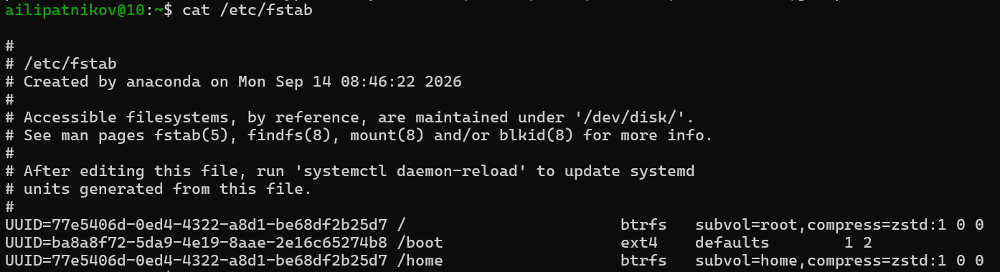 ailipatnikov@10:~$ cat /etc/fstab
#
# /etc/fstab
# Created by anaconda on Mon Sep 14 08:46:22 2026
#
# Accessible filesystems, by reference, are maintained under '/dev/disk/'.
# See man pages fstab(5), findfs(8), mount(8) and/or blkid(8) for more info.
#
# After editing this file, run 'systemctl daemon-reload' to update systemd
# units generated from this file.
#
UUID=77e5406d-0ed4-4322-a8d1-be68df2b25d7 /                       btrfs   subvol=root,compress=zstd:1 0 0
UUID=ba8a8f72-5da9-4e19-8aae-2e16c65274b8 /boot                   ext4    defaults        1 2
UUID=77e5406d-0ed4-4322-a8d1-be68df2b25d7 /home                   btrfs   subvol=home,compress=zstd:1 0 0